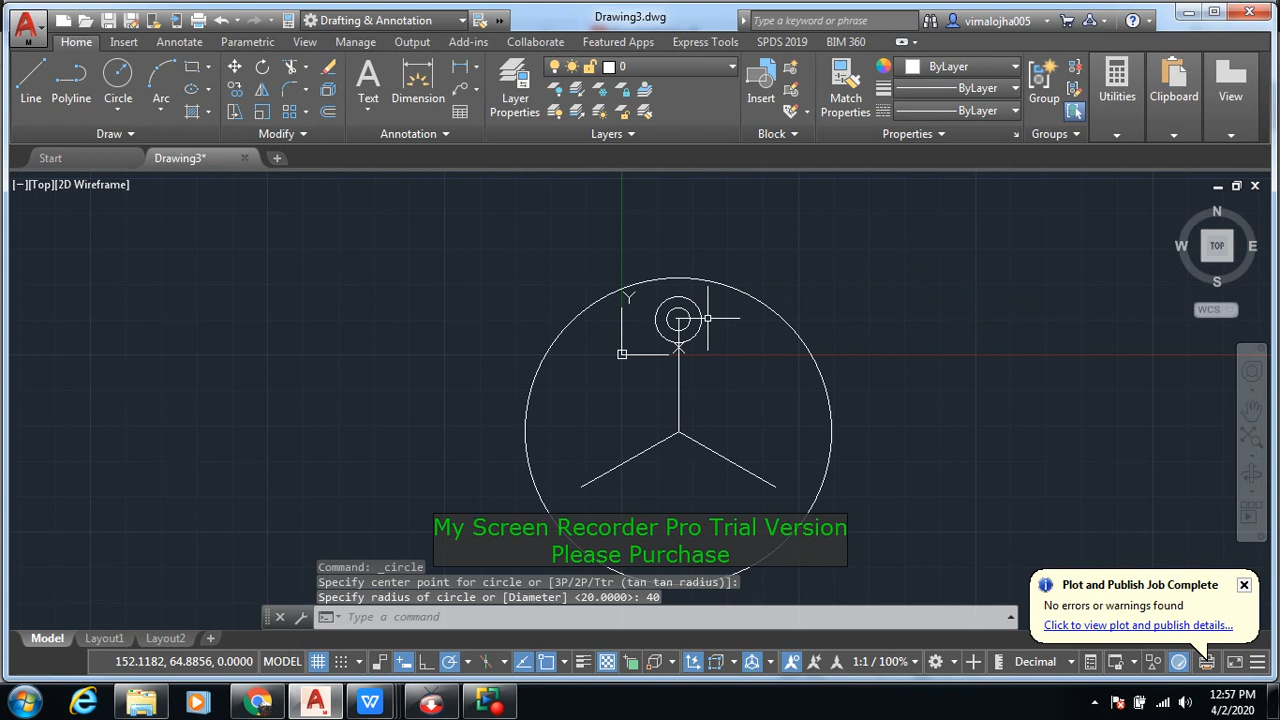 Drafting & Annotation
Drawing3.dwg
Type a keyword or phrase
vimalojha005
Home
Insert
Annotate
Parametric
View
Manage
Output
Add-ins
Collaborate
Featured Apps
Express Tools
SPDS 2019
BIM 360
M
0
ByLayer
ByLayer
ByLayer
Line
Polyline
Circle
Arc
Text
Dimension
Layer
Properties
Insert
Match
Properties
Group
Utilities
Clipboard
View
Draw
Modify
Annotation
Layers
Block
Properties
Groups
Start
Drawing3*
[−][Top][2D Wireframe]
N
W
TOP
E
S
WCS
Y
X
My Screen Recorder Pro Trial Version
Please Purchase
Command: _circle
Specify center point for circle or [3P/2P/Ttr (tan tan radius)]:
Specify radius of circle or [Diameter] <20.0000>: 40
Type a command
Plot and Publish Job Complete
No errors or warnings found
Click to view plot and publish details...
Model
Layout1
Layout2
152.1182, 64.8856, 0.0000
MODEL
1:1 / 100%
Decimal
12:57 PM
4/2/2020